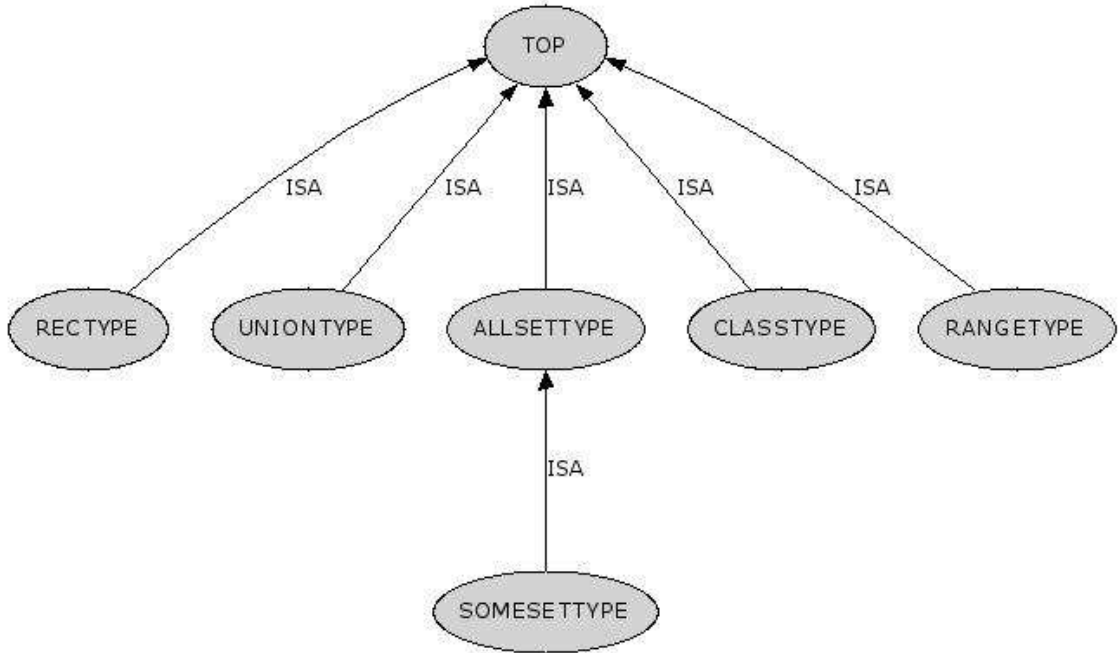 TOP
ISA
ISA
ISA
ISA
ISA
RECTYPE
UNIONTYPE
ALLSETTYPE
CLASSTYPE
RANGETYPE
ISA
SOMESETTYPE